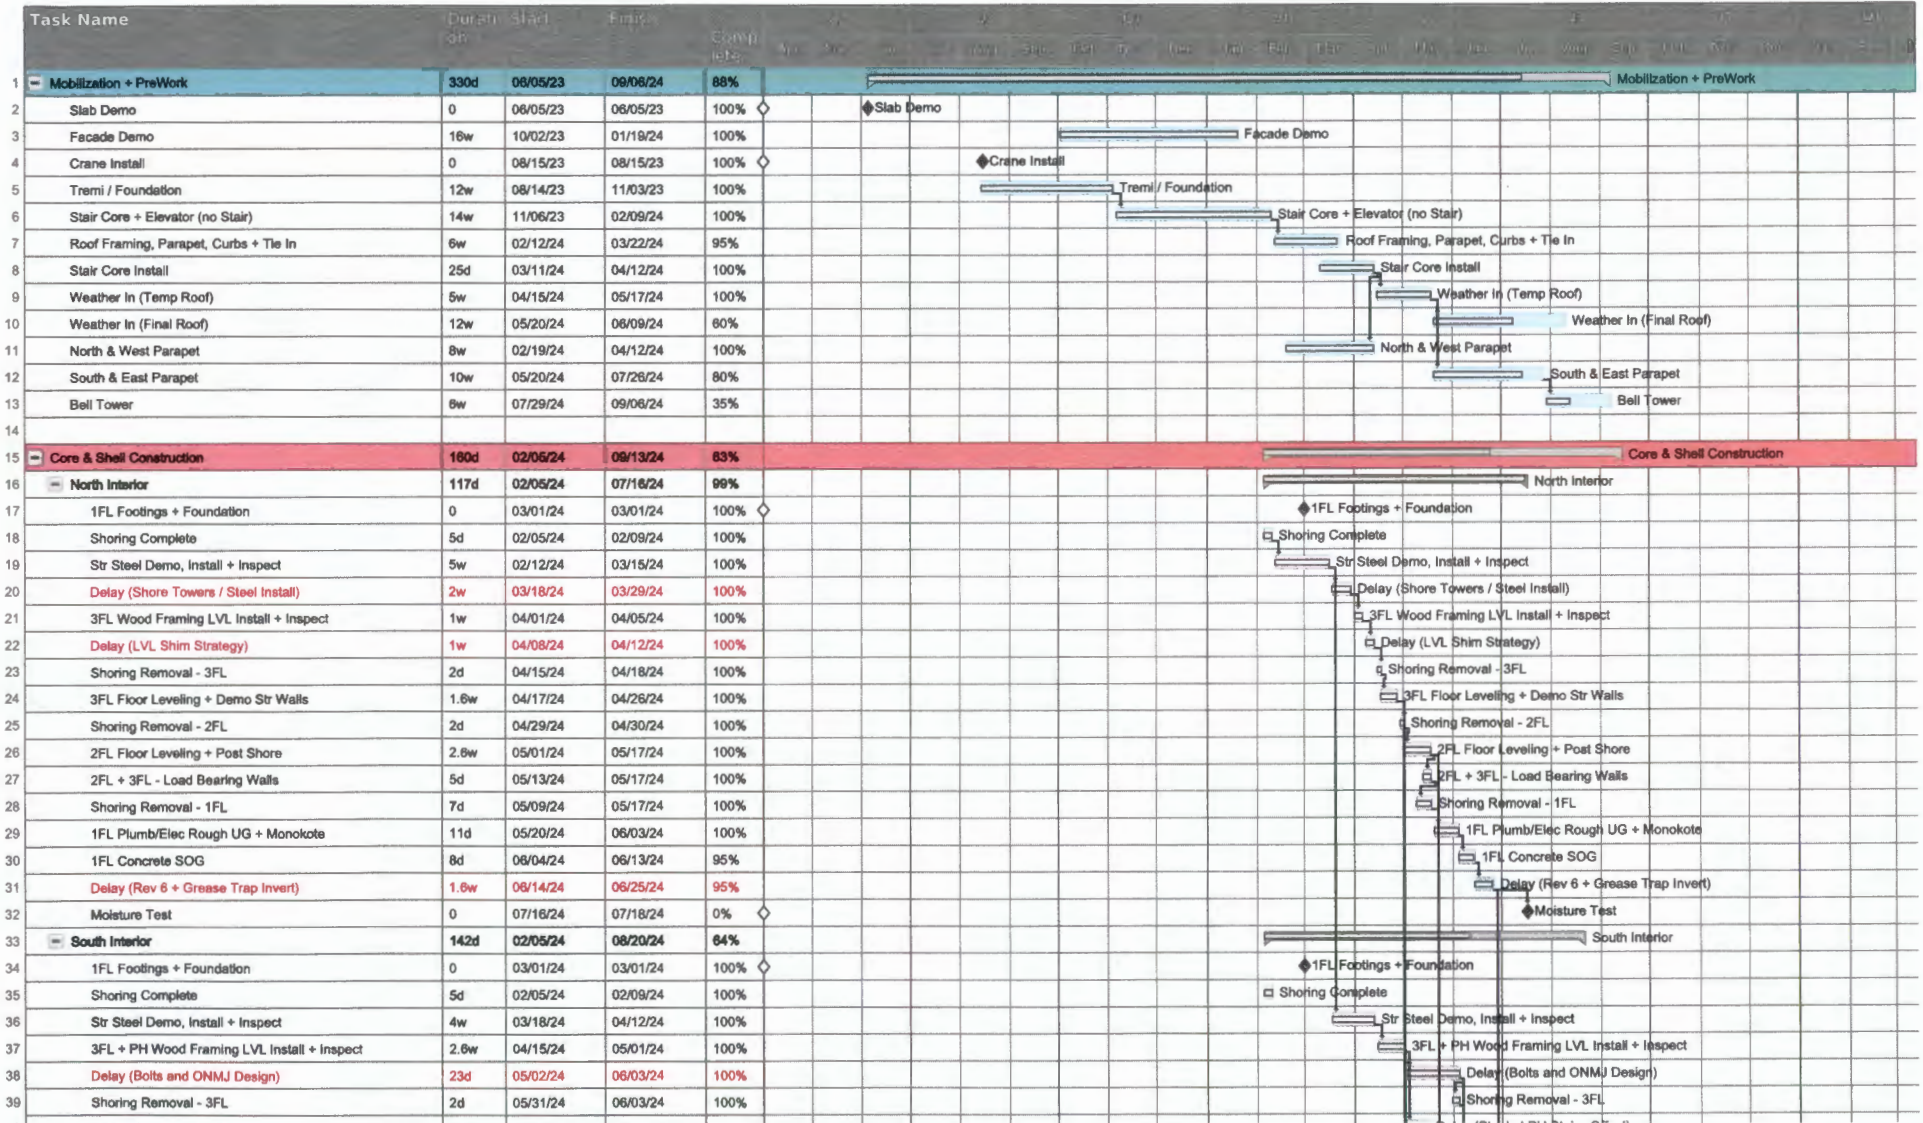 Task Name Durati on Start Finish Comp lete
1 Mobilization + PreWork 330d 06/05/23 09/06/24 88% Mobilization + PreWork
2 Slab Demo 0 06/05/23 06/05/23 100% Slab Demo
3 Facade Demo 16w 10/02/23 01/19/24 100% Facade Demo
4 Crane Install 0 08/15/23 08/15/23 100% Crane Install
5 Tremi / Foundation 12w 08/14/23 11/03/23 100% Tremi / Foundation
6 Stair Core + Elevator (no Stair) 14w 11/06/23 02/09/24 100% Stair Core + Elevator (no Stair)
7 Roof Framing, Parapet, Curbs + Tie In 6w 02/12/24 03/22/24 95% Roof Framing, Parapet, Curbs + Tie In
8 Stair Core Install 25d 03/11/24 04/12/24 100% Stair Core Install
9 Weather In (Temp Roof) 5w 04/15/24 05/17/24 100% Weather In (Temp Roof)
10 Weather In (Final Roof) 12w 05/20/24 06/09/24 60% Weather In (Final Roof)
11 North & West Parapet 8w 02/19/24 04/12/24 100% North & West Parapet
12 South & East Parapet 10w 05/20/24 07/26/24 80% South & East Parapet
13 Bell Tower 6w 07/29/24 09/06/24 35% Bell Tower
14
15 Core & Shell Construction 160d 02/05/24 09/13/24 63% Core & Shell Construction
16 North Interior 117d 02/05/24 07/16/24 99% North Interior
17 1FL Footings + Foundation 0 03/01/24 03/01/24 100% 1FL Footings + Foundation
18 Shoring Complete 5d 02/05/24 02/09/24 100% Shoring Complete
19 Str Steel Demo, Install + Inspect 5w 02/12/24 03/15/24 100% Str Steel Demo, Install + Inspect
20 Delay (Shore Towers / Steel Install) 2w 03/18/24 03/29/24 100% Delay (Shore Towers / Steel Install)
21 3FL Wood Framing LVL Install + Inspect 1w 04/01/24 04/05/24 100% 3FL Wood Framing LVL Install + Inspect
22 Delay (LVL Shim Strategy) 1w 04/08/24 04/12/24 100% Delay (LVL Shim Strategy)
23 Shoring Removal - 3FL 2d 04/15/24 04/18/24 100% Shoring Removal - 3FL
24 3FL Floor Leveling + Demo Str Walls 1.6w 04/17/24 04/26/24 100% 3FL Floor Leveling + Demo Str Walls
25 Shoring Removal - 2FL 2d 04/29/24 04/30/24 100% Shoring Removal - 2FL
26 2FL Floor Leveling + Post Shore 2.6w 05/01/24 05/17/24 100% 2FL Floor Leveling + Post Shore
27 2FL + 3FL - Load Bearing Walls 5d 05/13/24 05/17/24 100% 2FL + 3FL - Load Bearing Walls
28 Shoring Removal - 1FL 7d 05/09/24 05/17/24 100% Shoring Removal - 1FL
29 1FL Plumb/Elec Rough UG + Monokote 11d 05/20/24 06/03/24 100% 1FL Plumb/Elec Rough UG + Monokote
30 1FL Concrete SOG 8d 06/04/24 06/13/24 95% 1FL Concrete SOG
31 Delay (Rev 6 + Grease Trap Invert) 1.6w 06/14/24 06/25/24 95% Delay (Rev 6 + Grease Trap Invert)
32 Moisture Test 0 07/16/24 07/18/24 0% Moisture Test
33 South Interior 142d 02/05/24 08/20/24 64% South Interior
34 1FL Footings + Foundation 0 03/01/24 03/01/24 100% 1FL Footings + Foundation
35 Shoring Complete 5d 02/05/24 02/09/24 100% Shoring Complete
36 Str Steel Demo, Install + Inspect 4w 03/18/24 04/12/24 100% Str Steel Demo, Install + Inspect
37 3FL + PH Wood Framing LVL Install + Inspect 2.6w 04/15/24 05/01/24 100% 3FL + PH Wood Framing LVL Install + Inspect
38 Delay (Bolts and ONMJ Design) 23d 05/02/24 06/03/24 100% Delay (Bolts and ONMJ Design)
39 Shoring Removal - 3FL 2d 05/31/24 06/03/24 100% Shoring Removal - 3FL